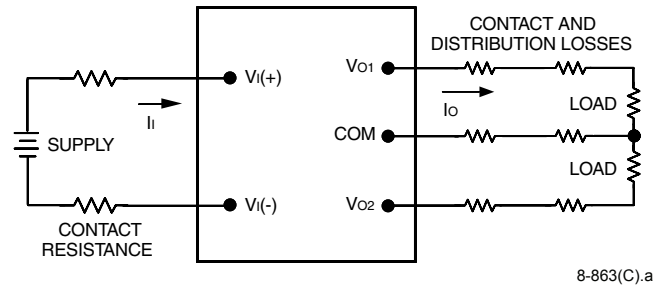 CONTACT AND
DISTRIBUTION LOSSES
VI(+)
VO1
II
IO
LOAD
SUPPLY
COM
LOAD
VI(-)
VO2
CONTACT
RESISTANCE
8-863(C).a